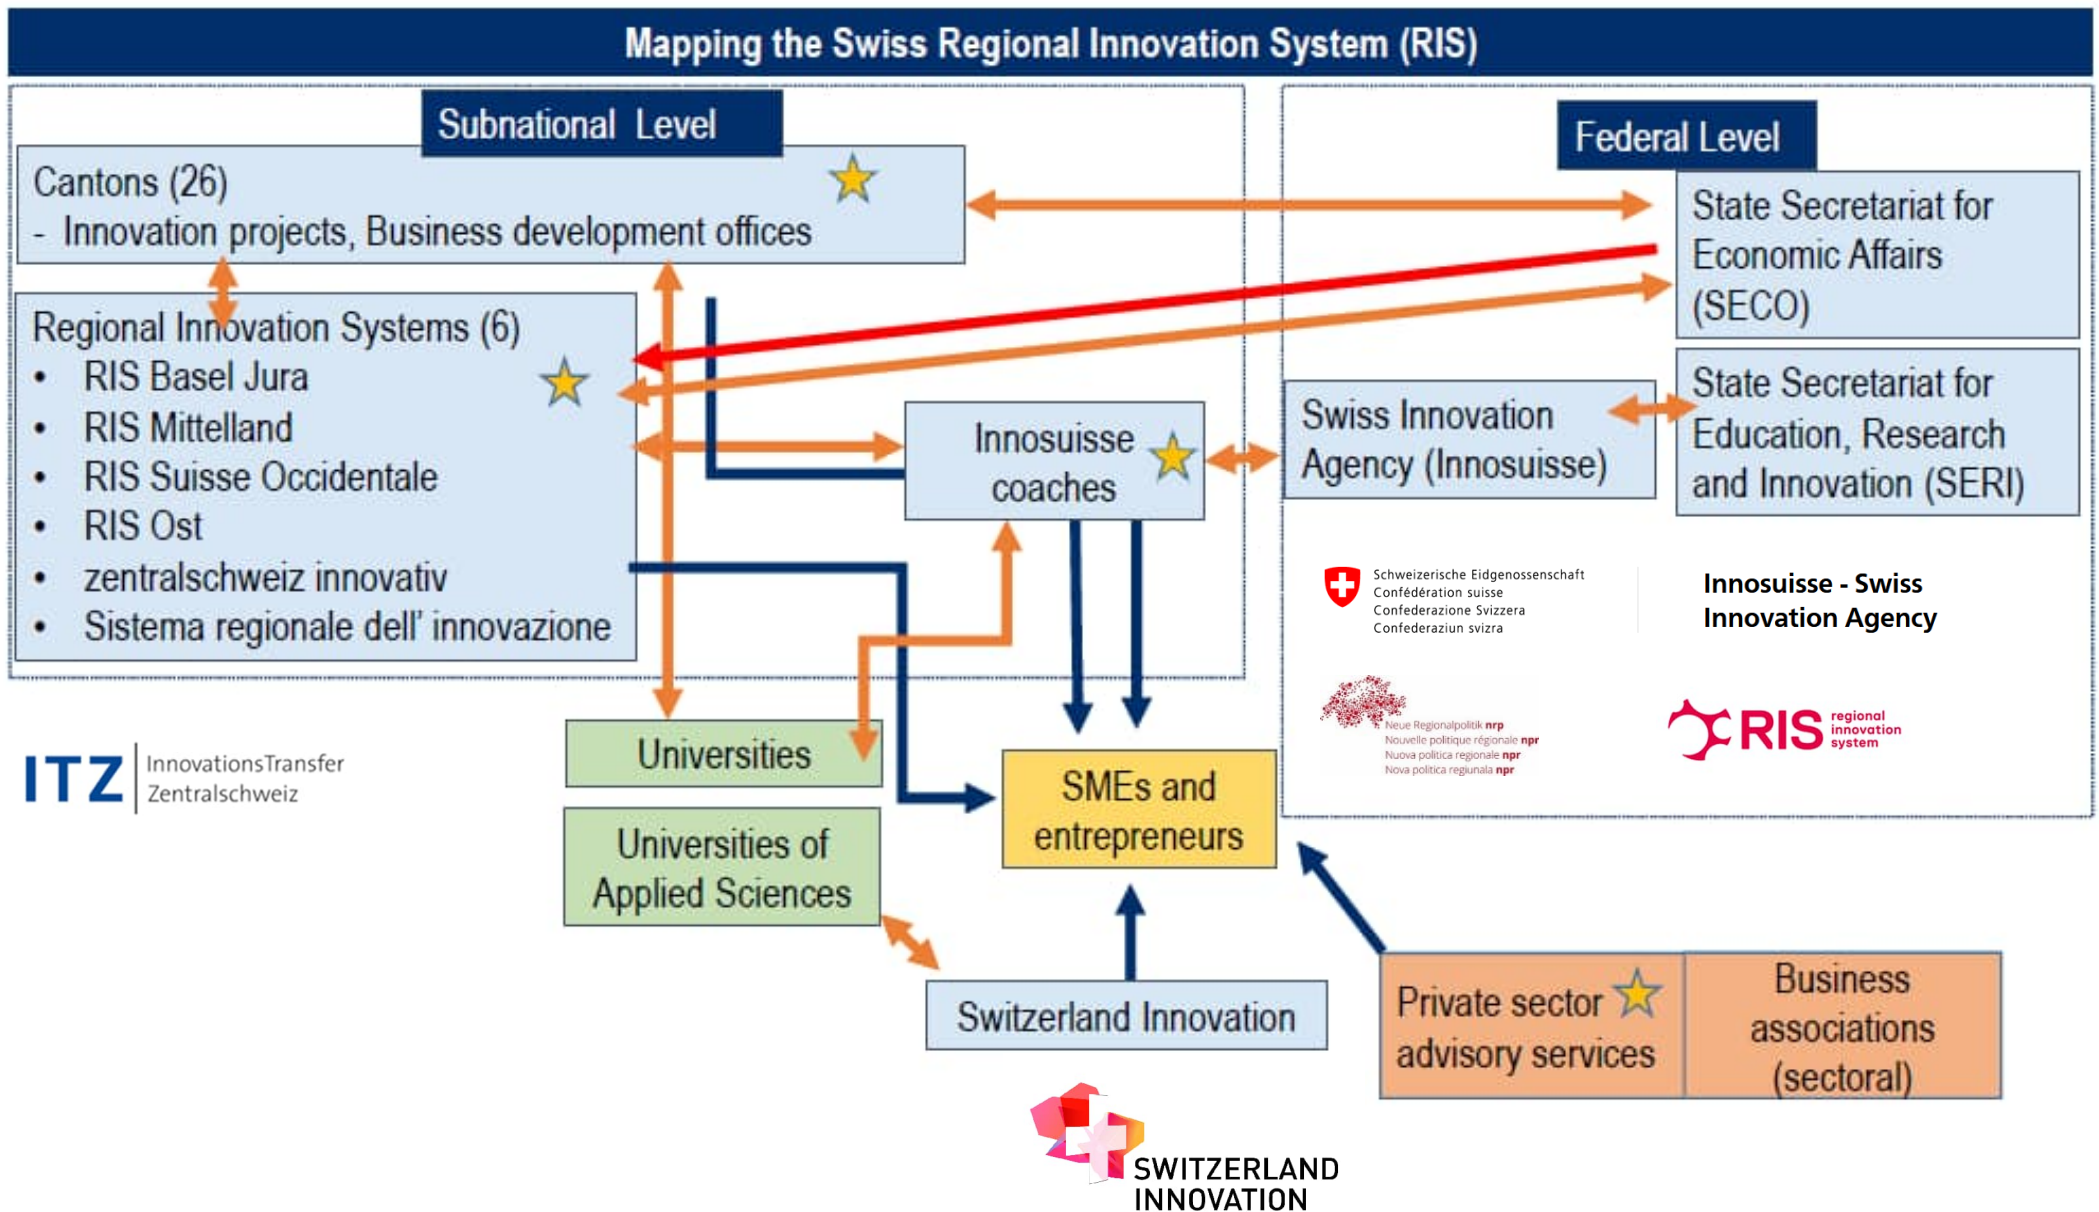 Mapping the Swiss Regional Innovation System (RIS)
Subnational Level
Cantons (26)
- Innovation projects, Business development offices
Regional Innovation Systems (6)
• RIS Basel Jura
• RIS Mittelland
• RIS Suisse Occidentale
• RIS Ost
• zentralschweiz innovativ
• Sistema regionale dell' innovazione
Innosuisse
coaches
Federal Level
State Secretariat for
Economic Affairs
(SECO)
Swiss Innovation
Agency (Innosuisse)
State Secretariat for
Education, Research
and Innovation (SERI)
Schweizerische Eidgenossenschaft
Confédération suisse
Confederazione Svizzera
Confederaziun svizra
Innosuisse - Swiss
Innovation Agency
Neue Regionalpolitik nrp
Nouvelle politique régionale npr
Nuova politica regionale npr
Nova politica regiunala npr
RIS regional
innovation
system
ITZ InnovationsTransfer
Zentralschweiz
Universities
Universities of
Applied Sciences
SMEs and
entrepreneurs
Switzerland Innovation
Private sector
advisory services
Business
associations
(sectoral)
SWITZERLAND
INNOVATION